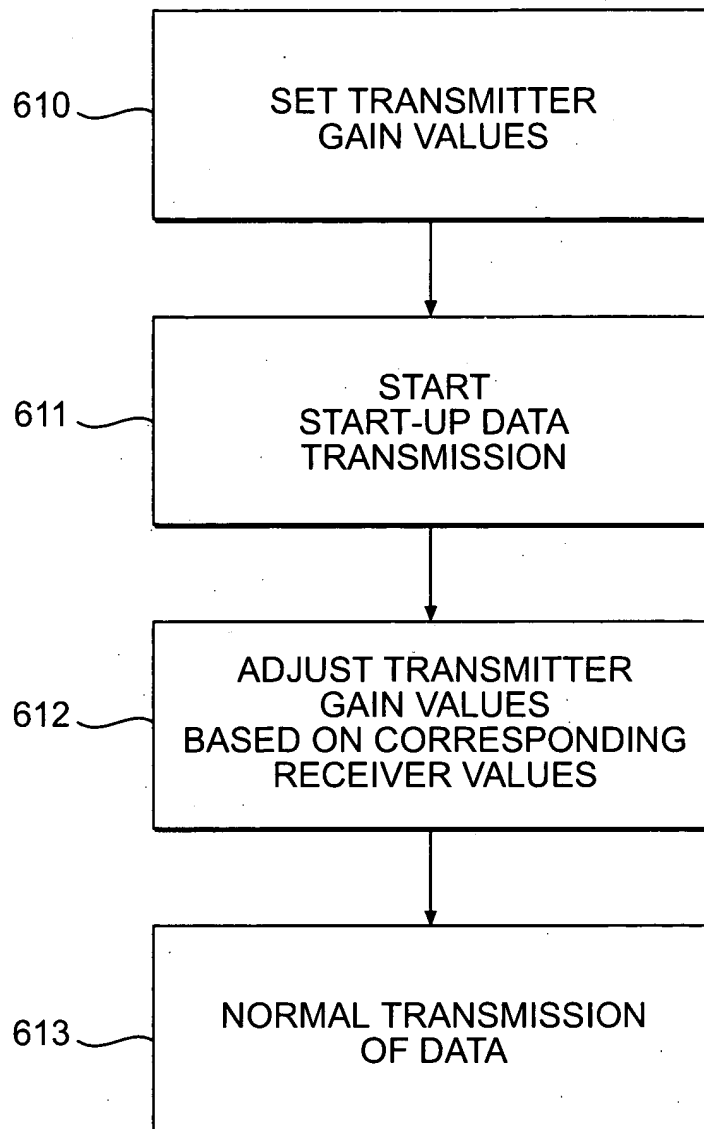 610
SET TRANSMITTER
GAIN VALUES
611
START
START-UP DATA
TRANSMISSION
612
ADJUST TRANSMITTER
GAIN VALUES
BASED ON CORRESPONDING
RECEIVER VALUES
613
NORMAL TRANSMISSION
OF DATA